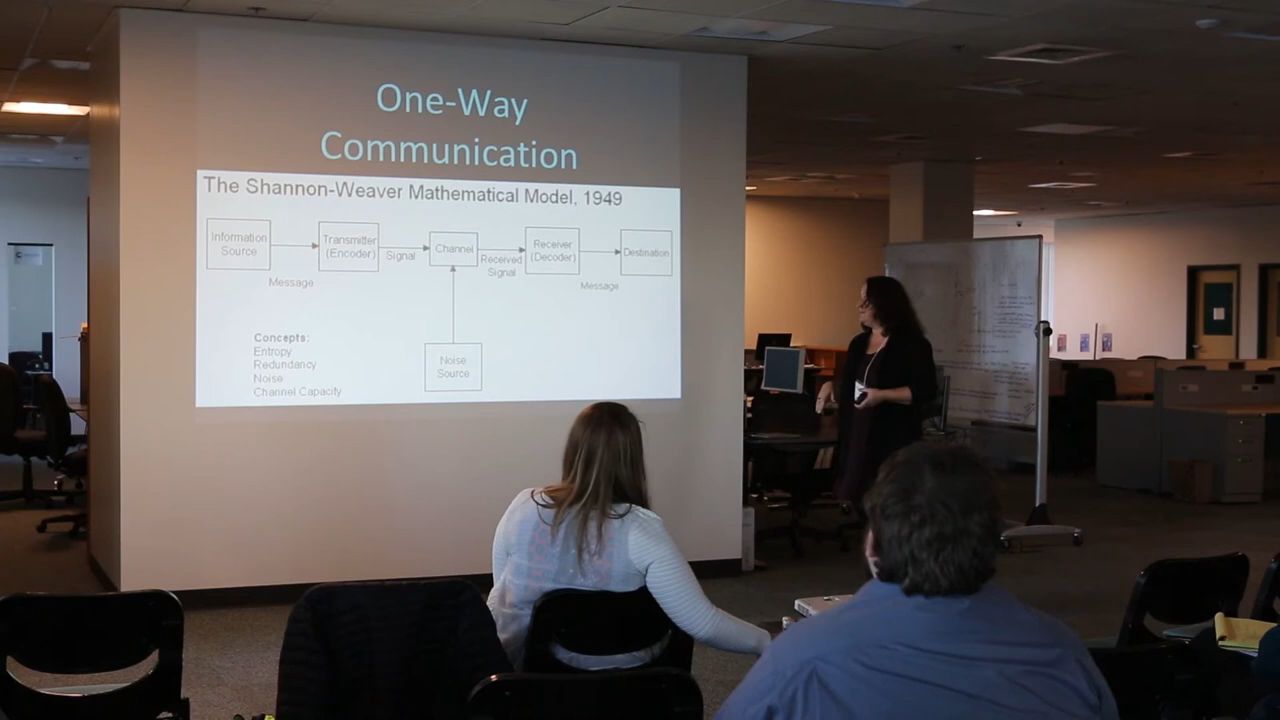 One-Way
Communication
The Shannon-Weaver Mathematical Model, 1949
Information
Source
Transmitter
(Encoder)
Channel
Receiver
(Decoder)
Destination
Signal
Received
Signal
Message
Message
Concepts:
Entropy
Redundancy
Noise
Channel Capacity
Noise
Source